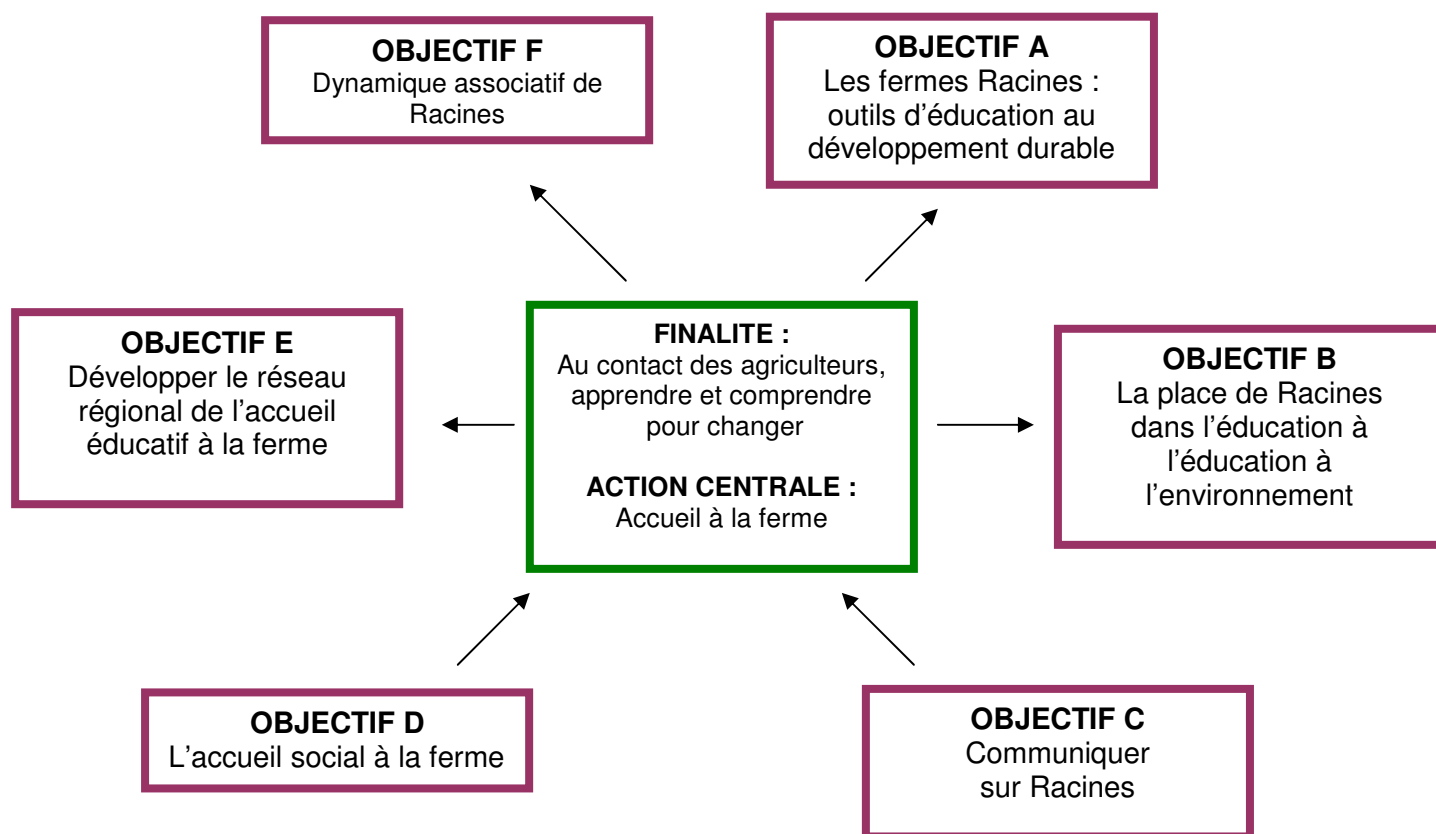 OBJECTIF F
Dynamique associatif de
Racines
OBJECTIF A
Les fermes Racines :
outils d’éducation au
développement durable
OBJECTIF E
Développer le réseau
régional de l’accueil
éducatif à la ferme
FINALITE :
Au contact des agriculteurs,
apprendre et comprendre
pour changer
ACTION CENTRALE :
Accueil à la ferme
OBJECTIF B
La place de Racines
dans l’éducation à
l’éducation à
l’environnement
OBJECTIF D
L’accueil social à la ferme
OBJECTIF C
Communiquer
sur Racines